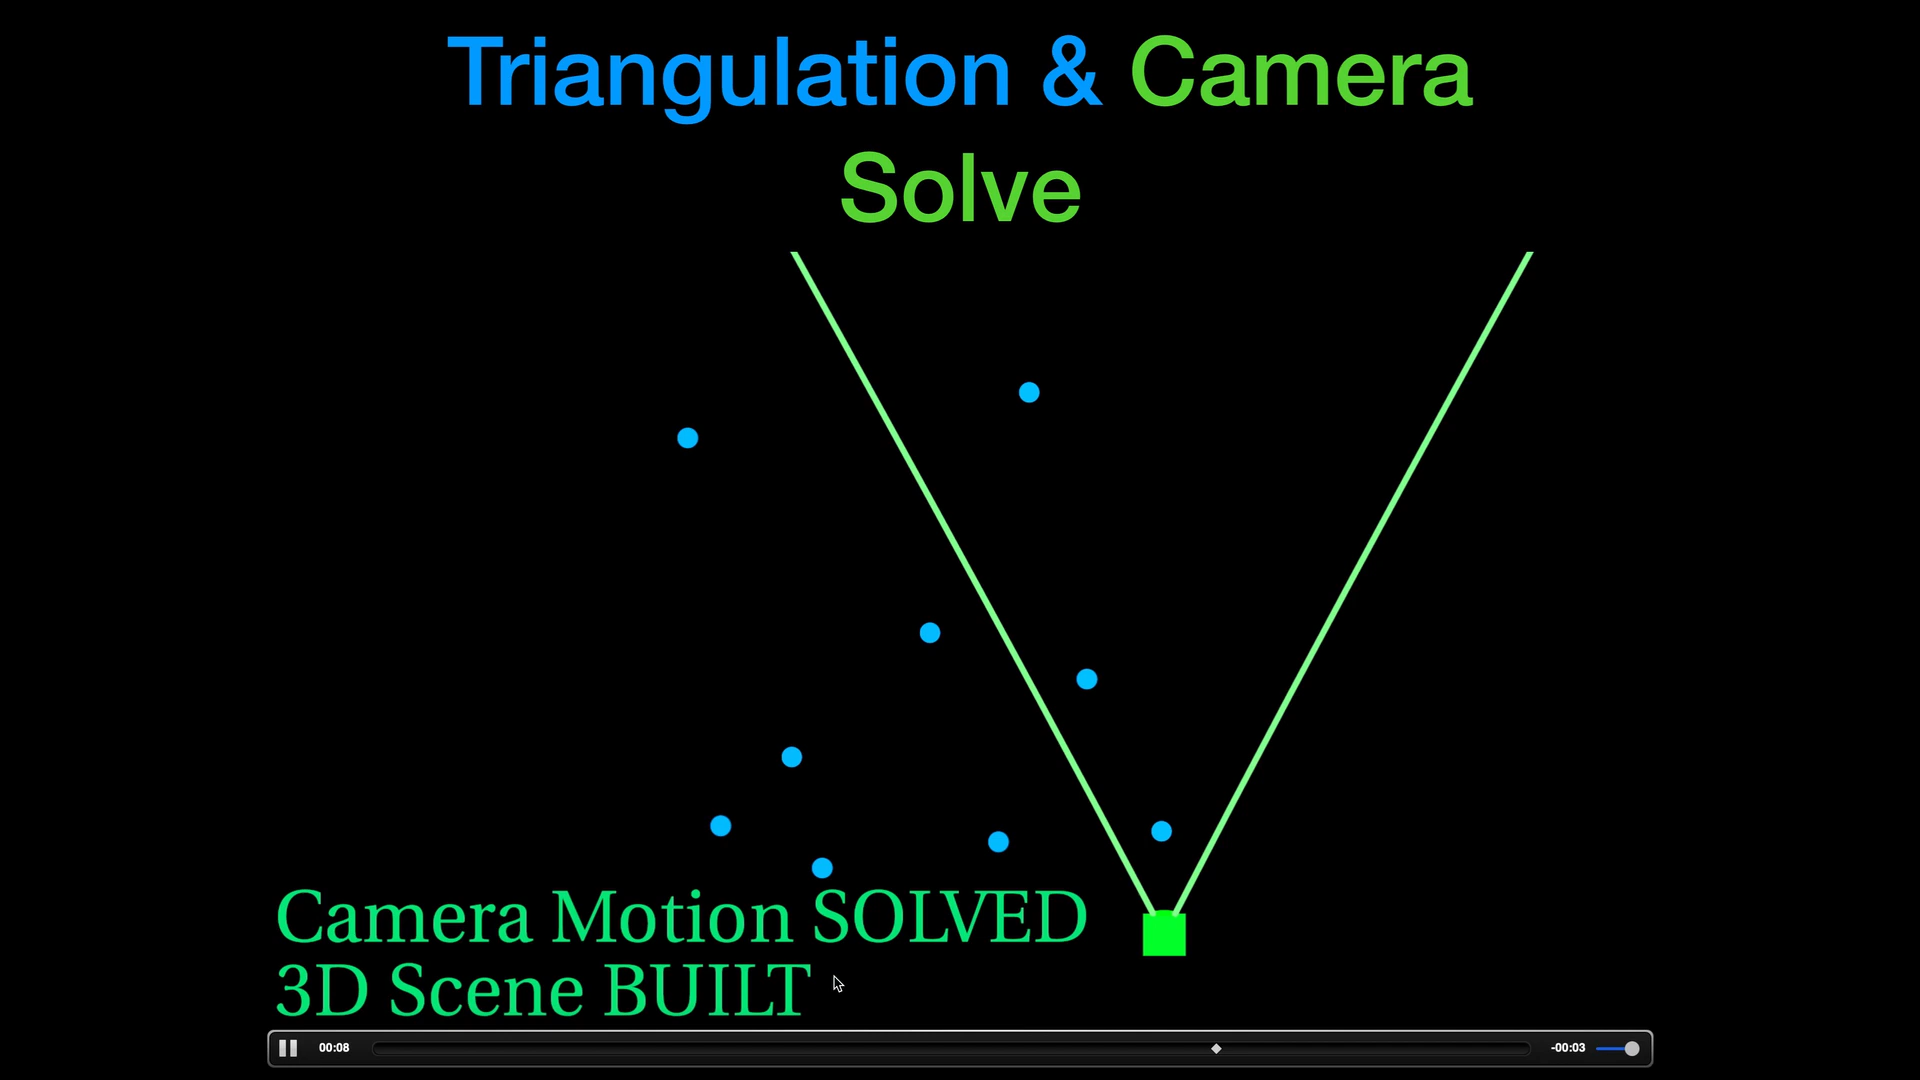 Triangulation & Camera
Solve
Camera Motion SOLVED
3D Scene BUILT
00:08
-00:03